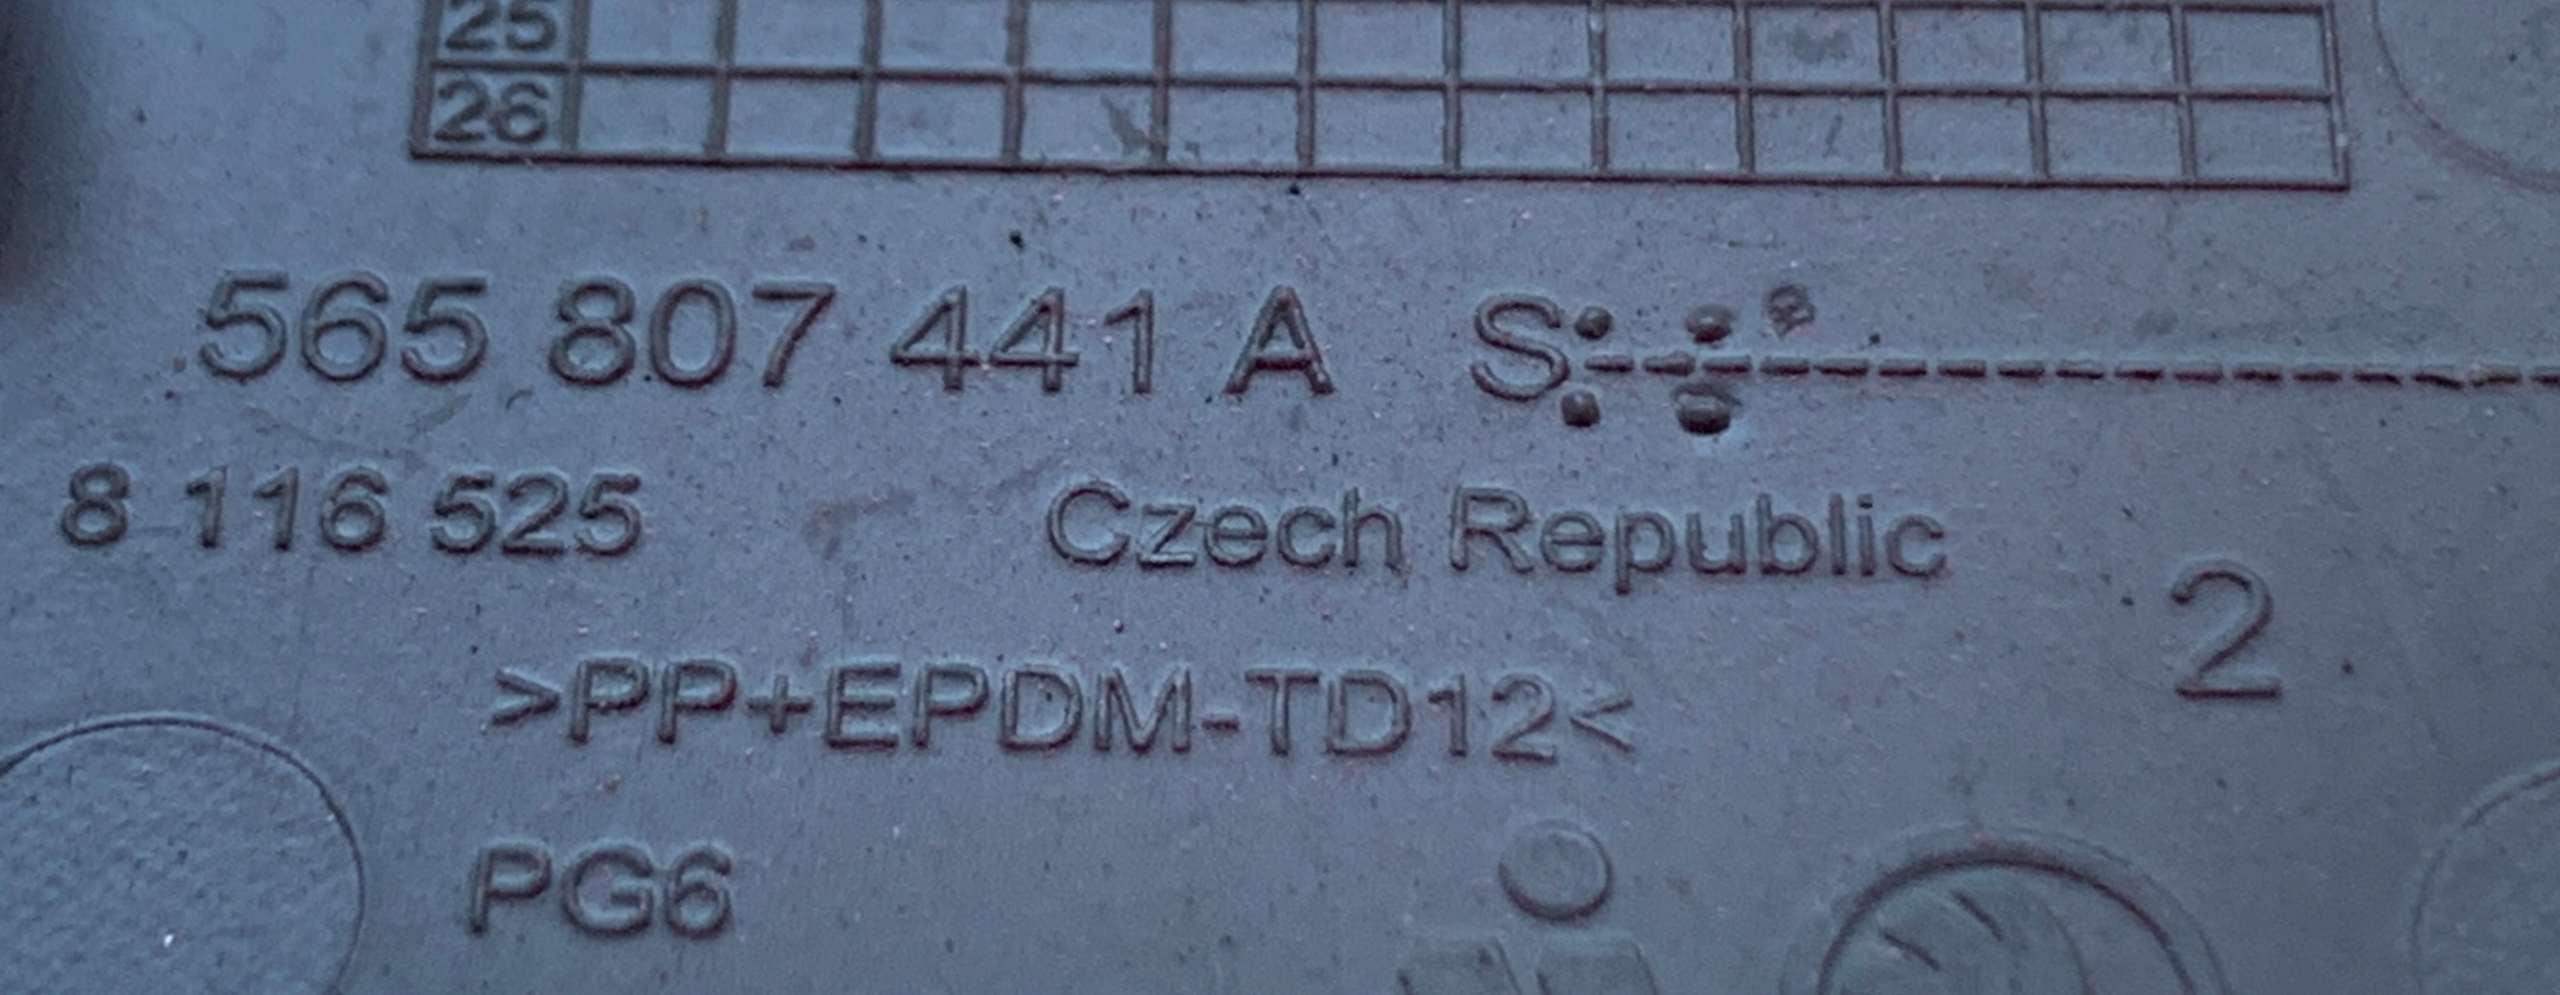 25
26
565 807 441 A S
8 116 525 Czech Republic
2
>PP+EPDM-TD12<
PG6